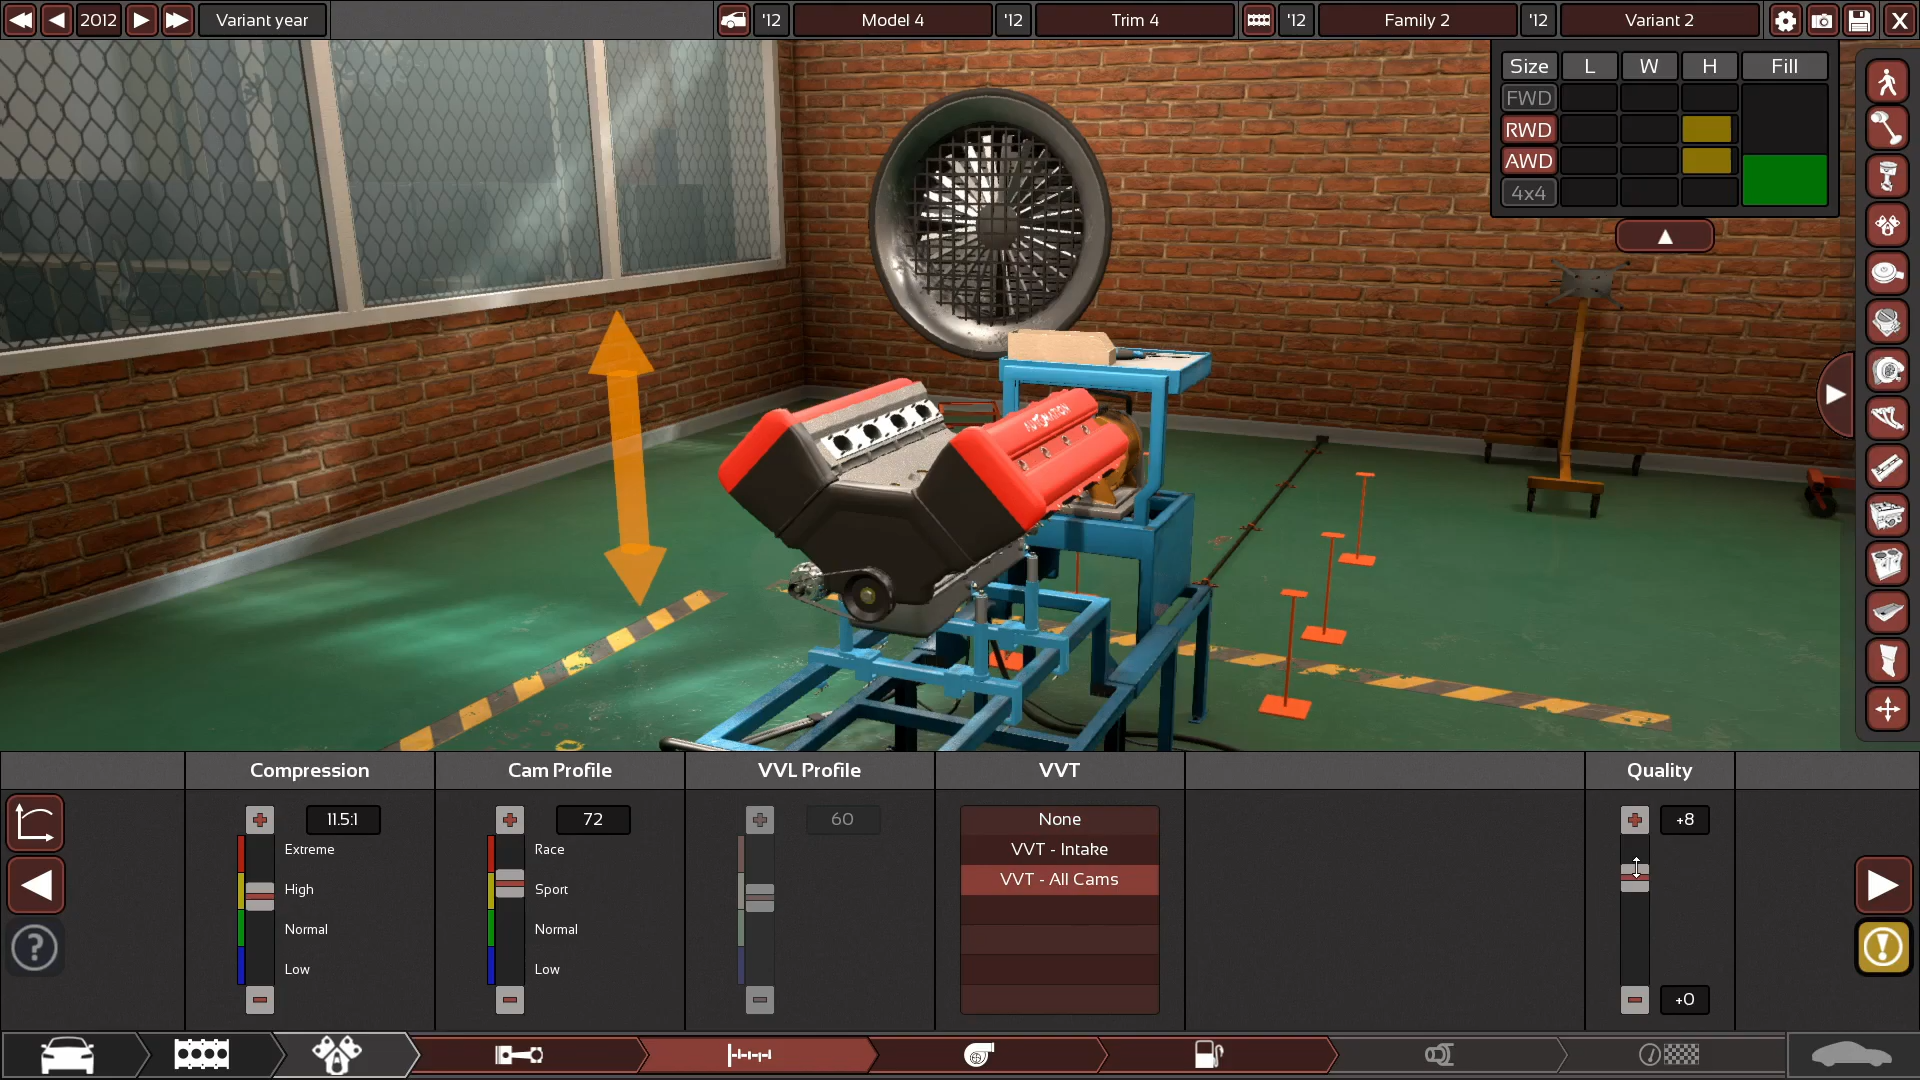 2012
Variant year
'12
Model 4
'12
Trim 4
'12
Family 2
'12
Variant 2
X
Size
L
W
H
Fill
FWD
RWD
AWD
4x4
AUTOMATION
Compression
Cam Profile
VVL Profile
VVT
Quality
11.5:1
Extreme
High
Normal
Low
72
Race
Sport
Normal
Low
60
None
VVT - Intake
VVT - All Cams
+8
+0
?